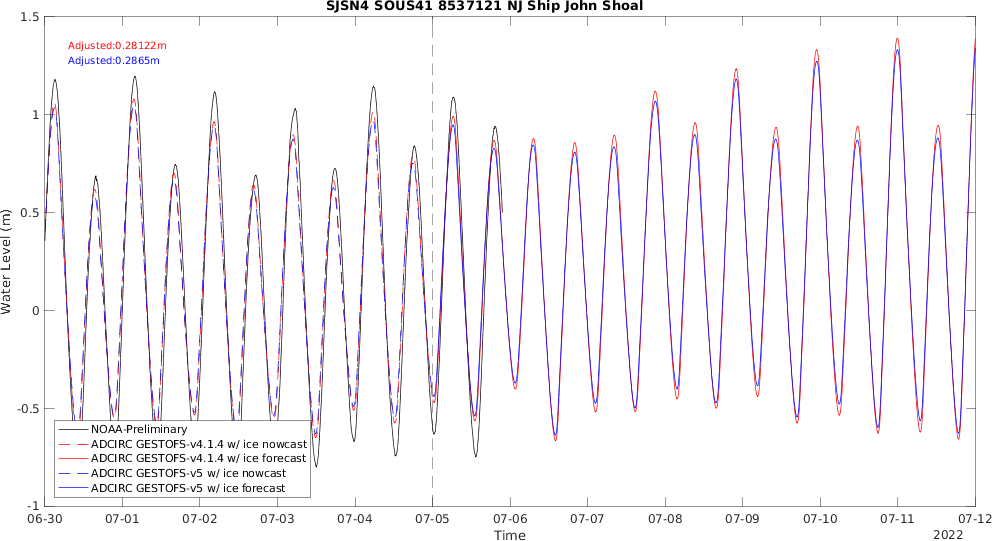 SJSN4 SOUS41 8537121 NJ Ship John Shoal
Adjusted:0.28122m
Adjusted:0.2865m
Water Level (m)
1.5
1
0.5
0
-0.5
-1
NOAA-Preliminary
ADCIRC GESTOFS-v4.1.4 w/ ice nowcast
ADCIRC GESTOFS-v4.1.4 w/ ice forecast
ADCIRC GESTOFS-v5 w/ ice nowcast
ADCIRC GESTOFS-v5 w/ ice forecast
06-30 07-01 07-02 07-03 07-04 07-05 07-06 07-07 07-08 07-09 07-10 07-11 07-12
Time
2022